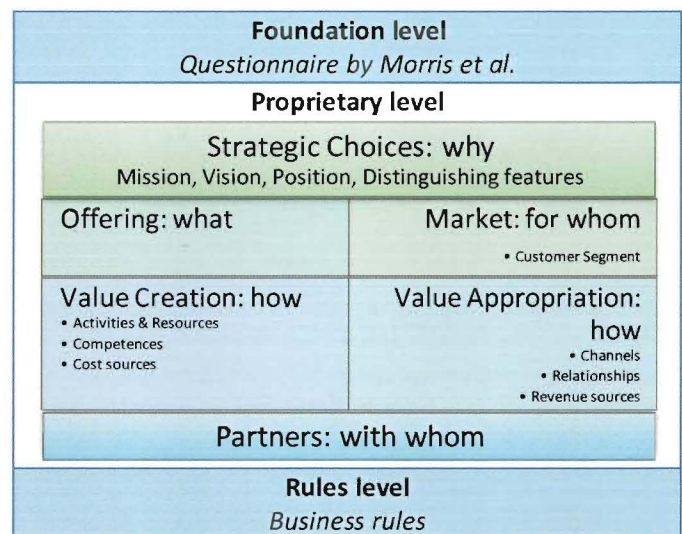 Foundation level
Questionnaire by Morris et al.
Proprietary level
Strategic Choices: why
Mission, Vision, Position, Distinguishing features
Offering: what
Market: for whom
• Customer Segment
Value Creation: how
• Activities & Resources
• Competences
• Cost sources
Value Appropriation:
how
• Channels
• Relationships
• Revenue sources
Partners: with whom
Rules level
Business rules